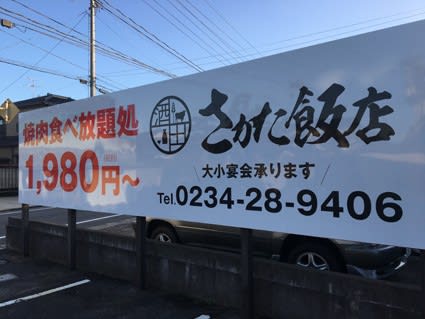 焼肉食べ放題処
1,980円〜
酒田
さかた飯店
大小宴会承ります
Tel.0234-28-9406